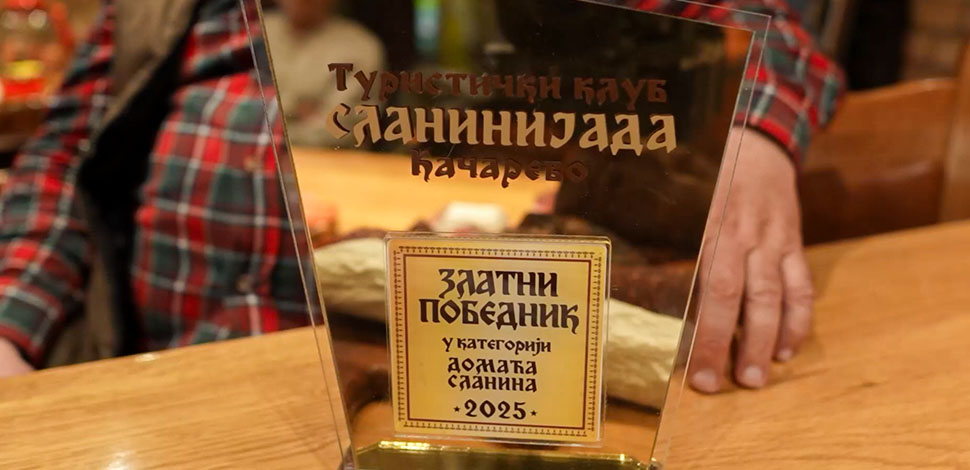 Туристички клуб
СЛАНИНИЈАДА
Качарево
ЗЛАТНИ
ПОБЕДНИК
у категорији
ДОМАЋА
СЛАНИНА
* 2025 *